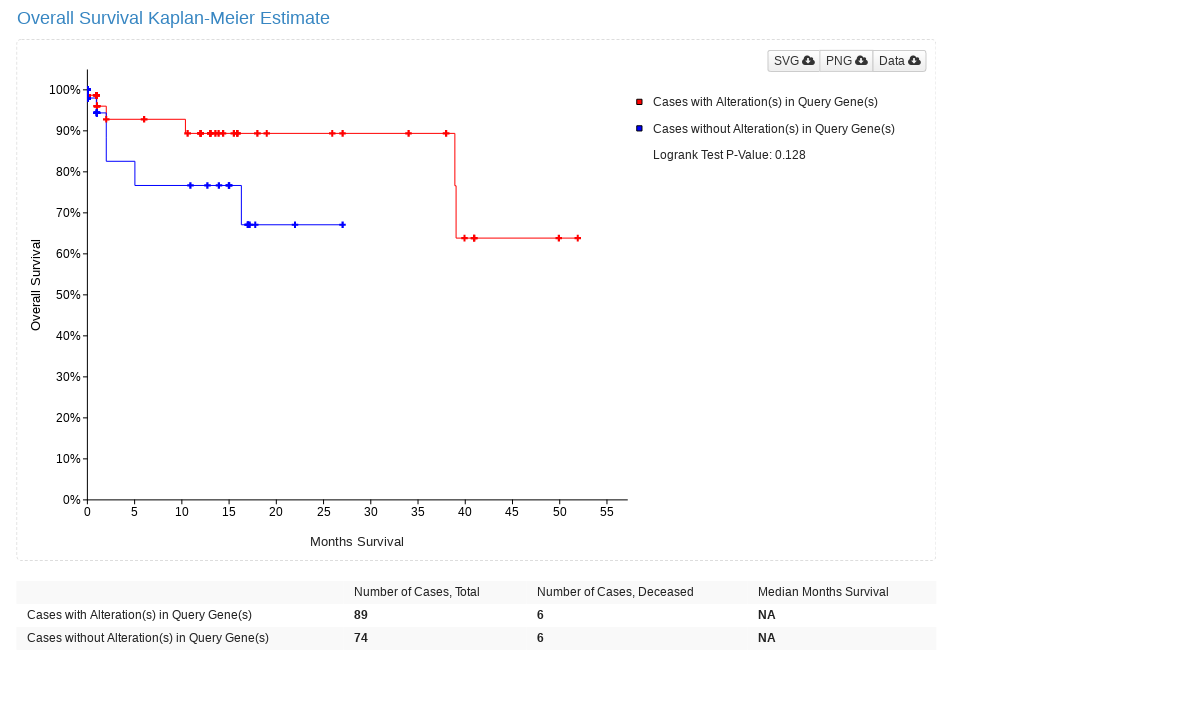 Overall Survival Kaplan-Meier Estimate
SVG PNG Data
100%
90%
80%
70%
60%
50%
40%
30%
20%
10%
0%
Overall Survival
0 5 10 15 20 25 30 35 40 45 50 55
Months Survival
Cases with Alteration(s) in Query Gene(s)
Cases without Alteration(s) in Query Gene(s)
Logrank Test P-Value: 0.128
Number of Cases, Total Number of Cases, Deceased Median Months Survival
Cases with Alteration(s) in Query Gene(s) 89 6 NA
Cases without Alteration(s) in Query Gene(s) 74 6 NA